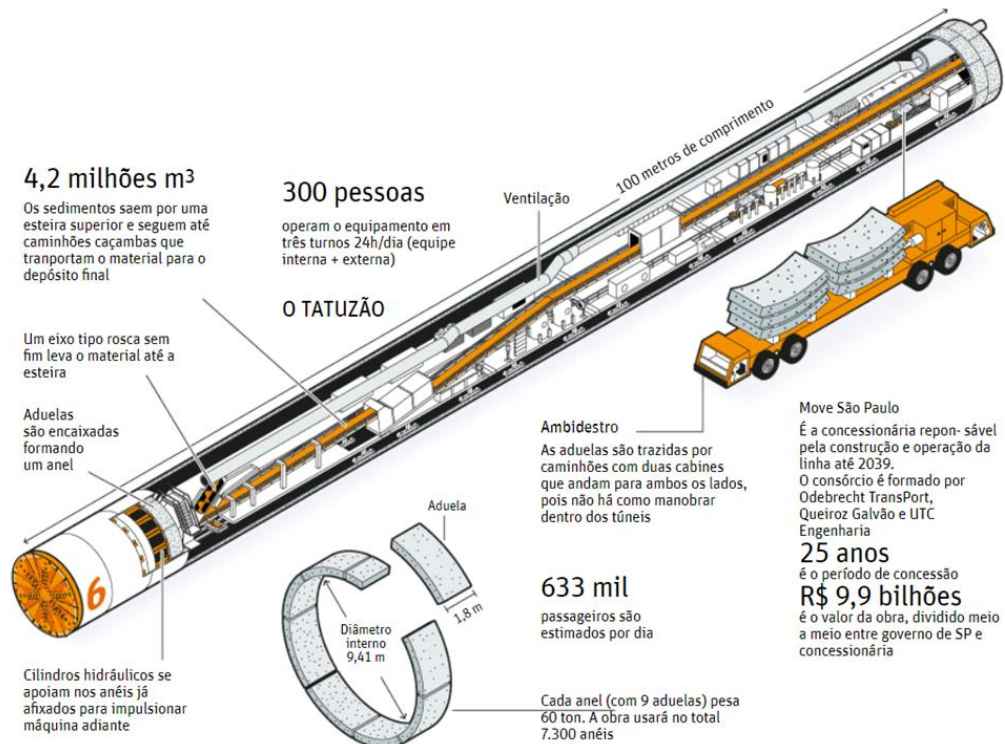 100 metros de comprimento
4,2 milhões m³
Os sedimentos saem por uma
esteira superior e seguem até
caminhões caçambas que
tranportam o material para o
depósito final
300 pessoas
operam o equipamento em
três turnos 24h/dia (equipe
interna + externa)
Ventilação
O TATUZÃO
Um eixo tipo rosca sem
fim leva o material até a
esteira
Aduelas
são encaixadas
formando
um anel
6
Cilindros hidráulicos se
apoiam nos anéis já
afixados para impulsionar
máquina adiante
Aduela
1,8 m
Diâmetro
interno
9,41 m
Ambidestro
As aduelas são trazidas por
caminhões com duas cabines
que andam para ambos os lados,
pois não há como manobrar
dentro dos túneis
633 mil
passageiros são
estimados por dia
Cada anel (com 9 aduelas) pesa
60 ton. A obra usará no total
7.300 anéis
Move São Paulo
É a concessionária repon- sável
pela construção e operação da
linha até 2039.
O consórcio é formado por
Odebrecht TransPort,
Queiroz Galvão e UTC
Engenharia
25 anos
é o período de concessão
R$ 9,9 bilhões
é o valor da obra, dividido meio
a meio entre governo de SP e
concessionária